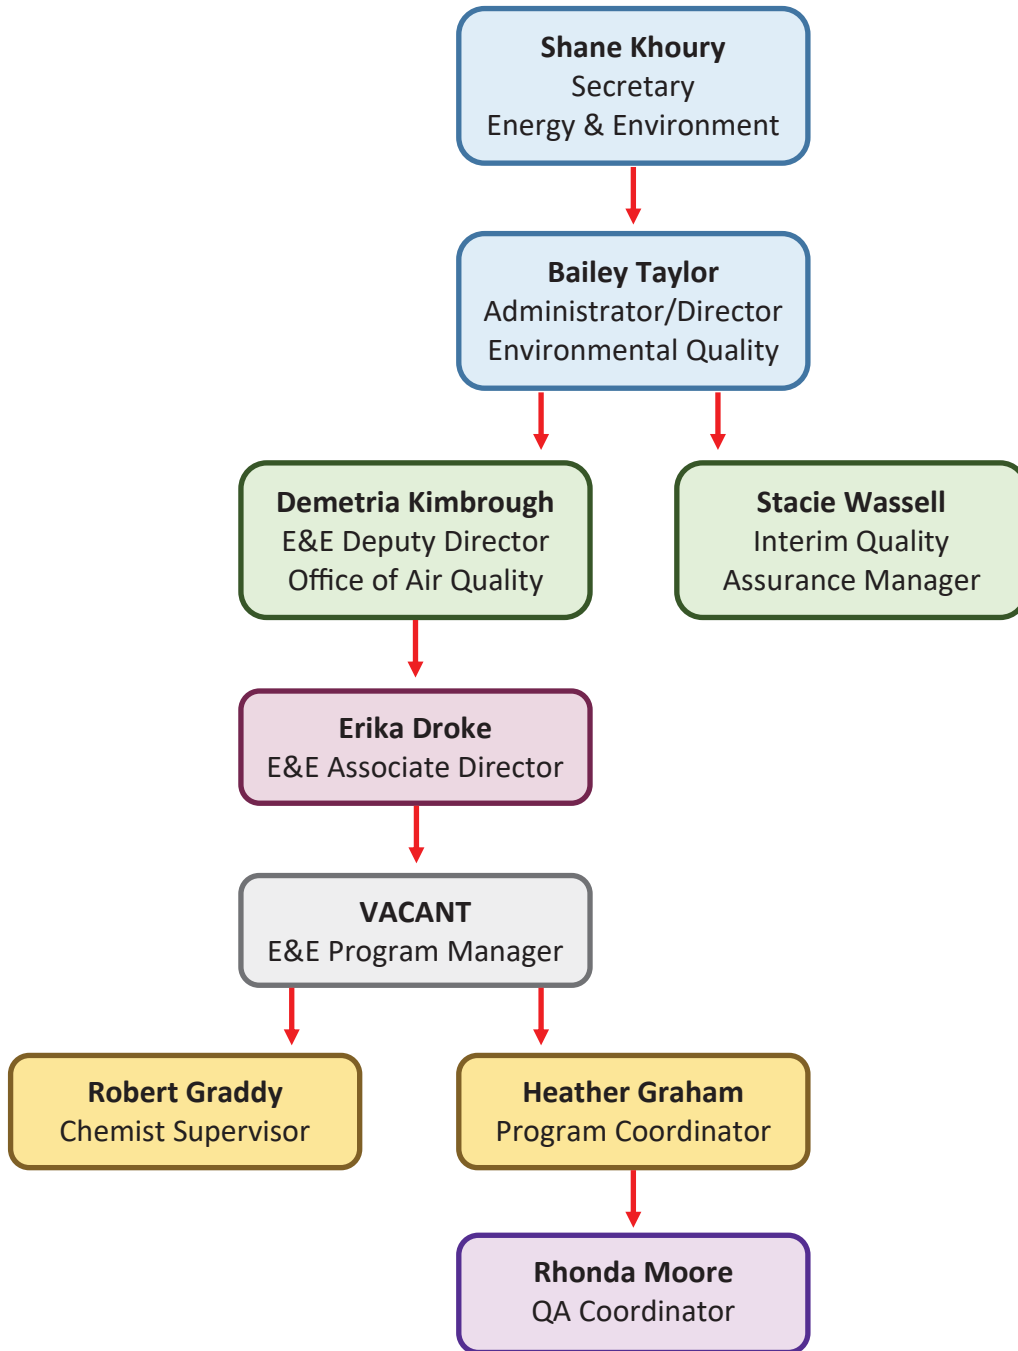 Shane Khoury
Secretary
Energy & Environment
Bailey Taylor
Administrator/Director
Environmental Quality
Demetria Kimbrough
E&E Deputy Director
Office of Air Quality
Stacie Wassell
Interim Quality
Assurance Manager
Erika Droke
E&E Associate Director
VACANT
E&E Program Manager
Robert Graddy
Chemist Supervisor
Heather Graham
Program Coordinator
Rhonda Moore
QA Coordinator